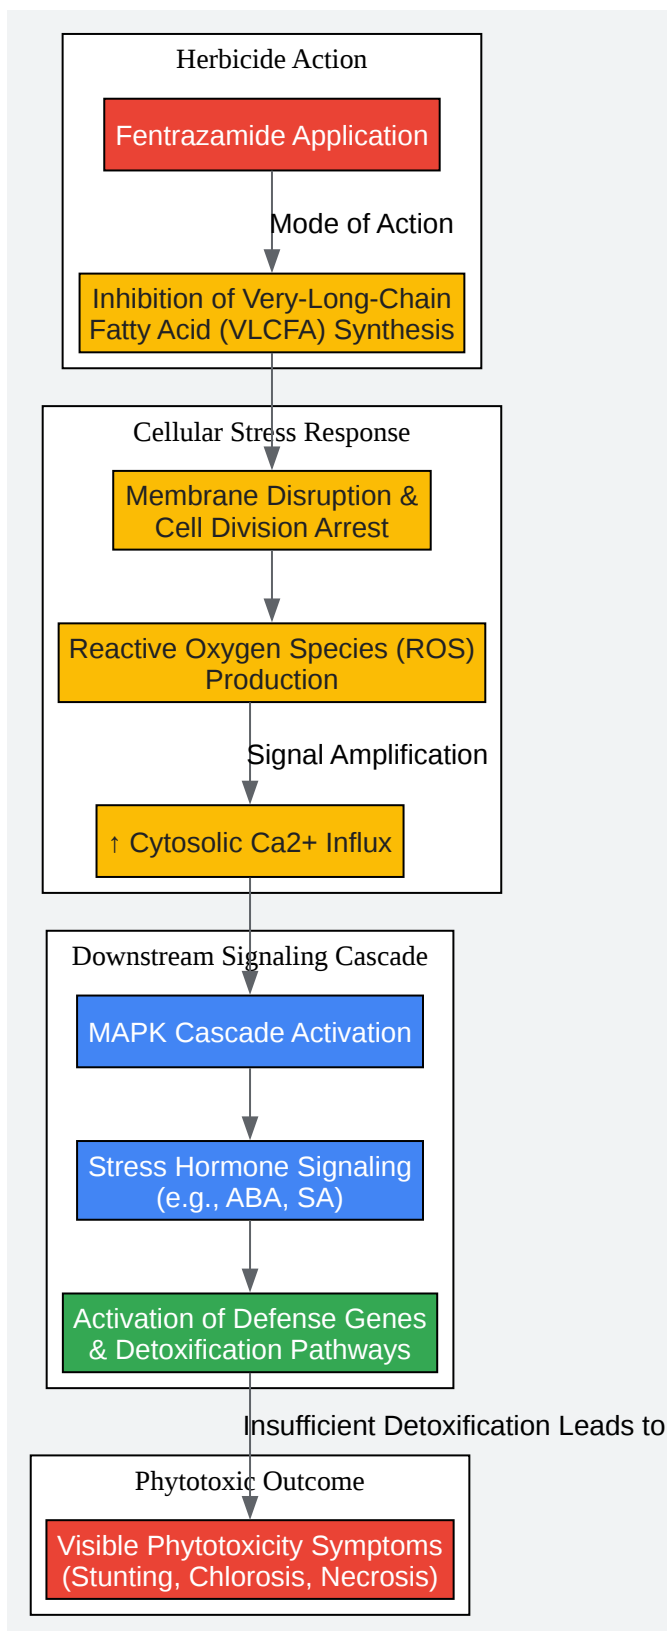 Herbicide Action
Fentrazamide Application
Mode of Action
Inhibition of Very-Long-Chain
Fatty Acid (VLCFA) Synthesis
Cellular Stress Response
Membrane Disruption &
Cell Division Arrest
Reactive Oxygen Species (ROS)
Production
Signal Amplification
↑ Cytosolic Ca2+ Influx
Downstream Signaling Cascade
MAPK Cascade Activation
Stress Hormone Signaling
(e.g., ABA, SA)
Activation of Defense Genes
& Detoxification Pathways
Insufficient Detoxification Leads to
Phytotoxic Outcome
Visible Phytotoxicity Symptoms
(Stunting, Chlorosis, Necrosis)